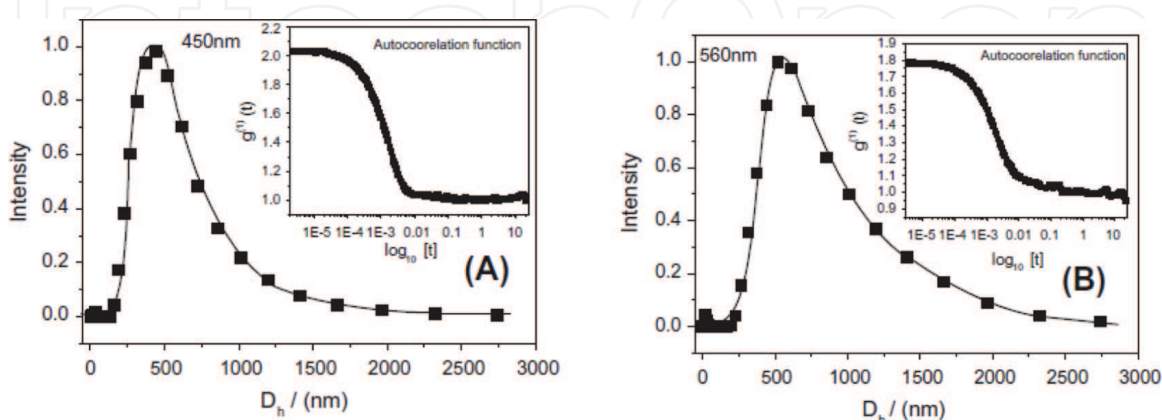 450nm
Autocoorelation function
2.0
1.8
1.6
1.4
1.2
1.0
g⁽¹⁾ (t)
1E-5 1E-4 1E-3 0.01 0.1 1 10
log₁₀ [t]
(A)
1.0
0.8
0.6
0.4
0.2
0.0
Intensity
0 500 1000 1500 2000 2500 3000
D_h / (nm)
560nm
Autocoorelation function
1.9
1.8
1.7
1.6
1.5
1.4
1.3
1.2
1.1
1.0
0.9
0.8
g⁽¹⁾ (t)
1E-5 1E-4 1E-3 0.01 0.1 1 10
log₁₀ [t]
(B)
1.0
0.8
0.6
0.4
0.2
0.0
Intensity
0 500 1000 1500 2000 2500 3000
D_h / (nm)